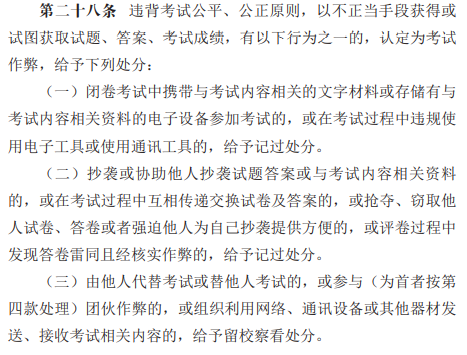 第二十八条 违背考试公平、公正原则，以不正当手段获得或
试图获取试题、答案、考试成绩，有以下行为之一的，认定为考试
作弊，给予下列处分：
（一）闭卷考试中携带与考试内容相关的文字材料或存储有与
考试内容相关资料的电子设备参加考试的，或在考试过程中违规使
用电子工具或使用通讯工具的，给予记过处分。
（二）抄袭或协助他人抄袭试题答案或与考试内容相关资料
的，或在考试过程中互相传递交换试卷及答案的，或抢夺、窃取他
人试卷、答卷或者强迫他人为自己抄袭提供方便的，或评卷过程中
发现答卷雷同且经核实作弊的，给予记过处分。
（三）由他人代替考试或替他人考试的，或参与（为首者按第
四款处理）团伙作弊的，或组织利用网络、通讯设备或其他器材发
送、接收考试相关内容的，给予留校察看处分。